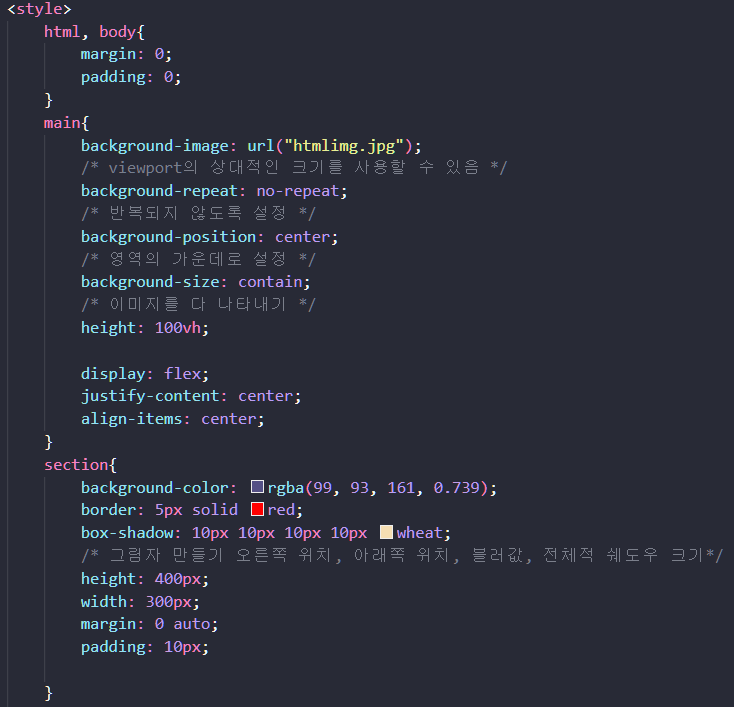 <style>
html, body{
margin: 0;
padding: 0;
}
main{
background-image: url("htmlimg.jpg");
/* viewport의 상대적인 크기를 사용할 수 있음 */
background-repeat: no-repeat;
/* 반복되지 않도록 설정 */
background-position: center;
/* 영역의 가운데로 설정 */
background-size: contain;
/* 이미지를 다 나타내기 */
height: 100vh;
display: flex;
justify-content: center;
align-items: center;
}
section{
background-color: rgba(99, 93, 161, 0.739);
border: 5px solid red;
box-shadow: 10px 10px 10px 10px wheat;
/* 그림자 만들기 오른쪽 위치, 아래쪽 위치, 블러값, 전체적 쉐도우 크기*/
height: 400px;
width: 300px;
margin: 0 auto;
padding: 10px;
}